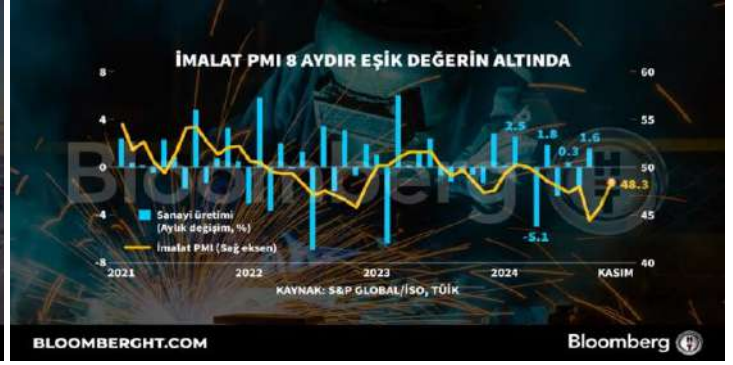 İMALAT PMI 8 AYDIR EŞİK DEĞERİN ALTINDA
8
60
4
55
0
50
-4
45
-8
40
2.5
1.8
0.3
1.6
-5.1
48.3
Sanayi üretimi
(Aylık değişim, %)
İmalat PMI (Sağ eksen)
2021
2022
2023
2024
KASIM
KAYNAK: S&P GLOBAL/İSO, TÜİK
Bloomberg
BLOOMBERGHT.COM
Bloomberg HT